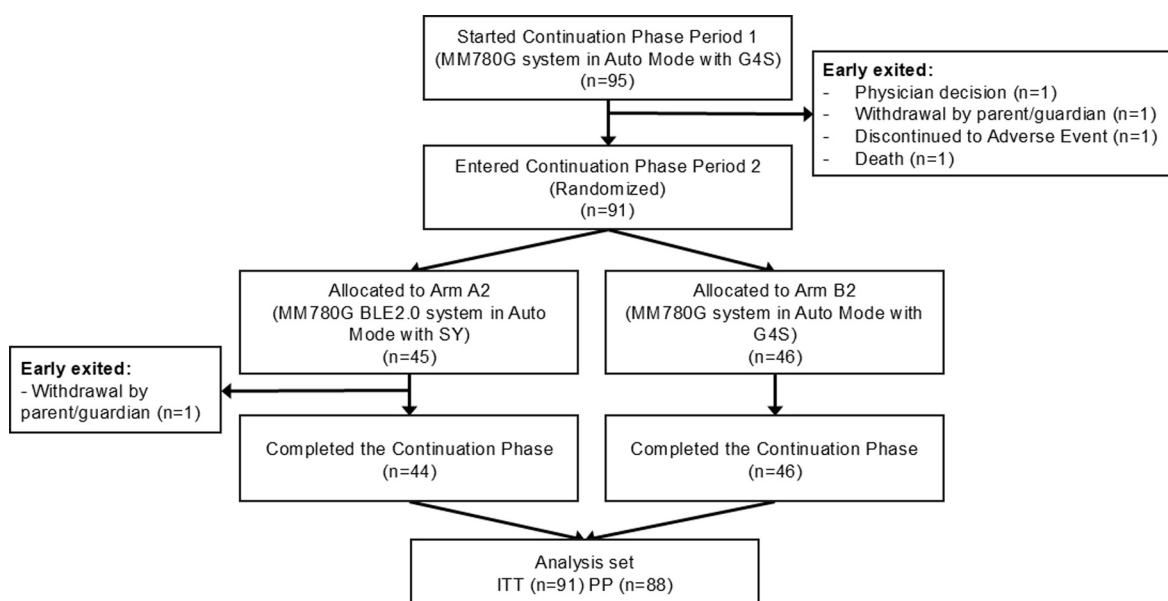 Started Continuation Phase Period 1
(MM780G system in Auto Mode with G4S)
(n=95)
Early exited:
- Physician decision (n=1)
- Withdrawal by parent/guardian (n=1)
- Discontinued to Adverse Event (n=1)
- Death (n=1)
Entered Continuation Phase Period 2
(Randomized)
(n=91)
Allocated to Arm A2
(MM780G BLE2.0 system in Auto
Mode with SY)
(n=45)
Allocated to Arm B2
(MM780G system in Auto Mode with
G4S)
(n=46)
Early exited:
- Withdrawal by
parent/guardian (n=1)
Completed the Continuation Phase
(n=44)
Completed the Continuation Phase
(n=46)
Analysis set
ITT (n=91) PP (n=88)